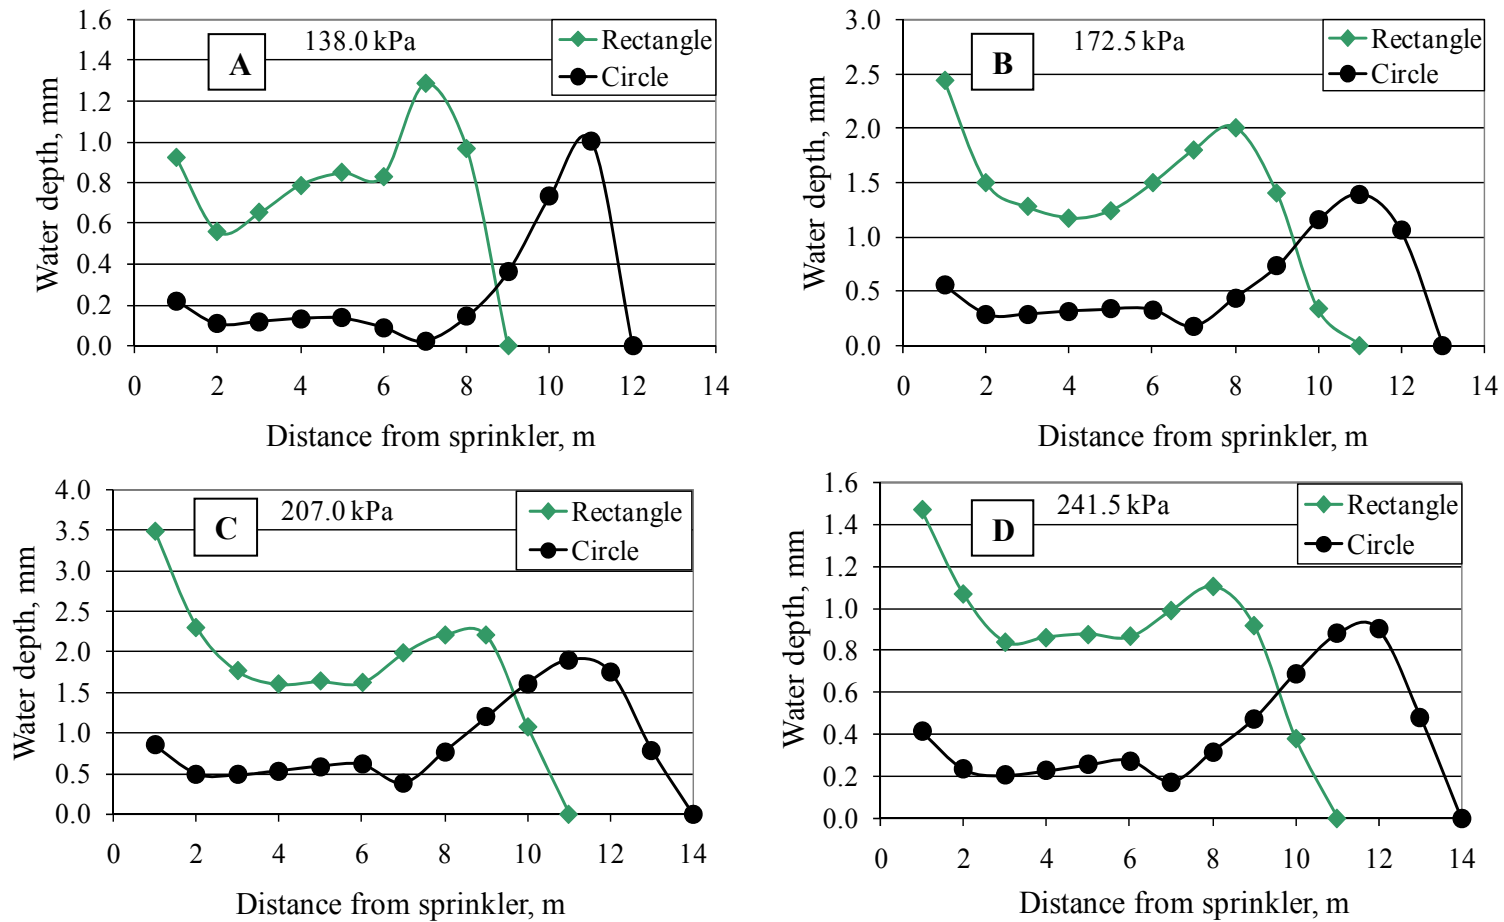 A
138.0 kPa
Rectangle
Circle
Water depth, mm
1.6
1.4
1.2
1.0
0.8
0.6
0.4
0.2
0.0
0 2 4 6 8 10 12 14
Distance from sprinkler, m
B
172.5 kPa
Rectangle
Circle
Water depth, mm
3.0
2.5
2.0
1.5
1.0
0.5
0.0
0 2 4 6 8 10 12 14
Distance from sprinkler, m
C
207.0 kPa
Rectangle
Circle
Water depth, mm
4.0
3.5
3.0
2.5
2.0
1.5
1.0
0.5
0.0
0 2 4 6 8 10 12 14
Distance from sprinkler, m
D
241.5 kPa
Rectangle
Circle
Water depth, mm
1.6
1.4
1.2
1.0
0.8
0.6
0.4
0.2
0.0
0 2 4 6 8 10 12 14
Distance from sprinkler, m